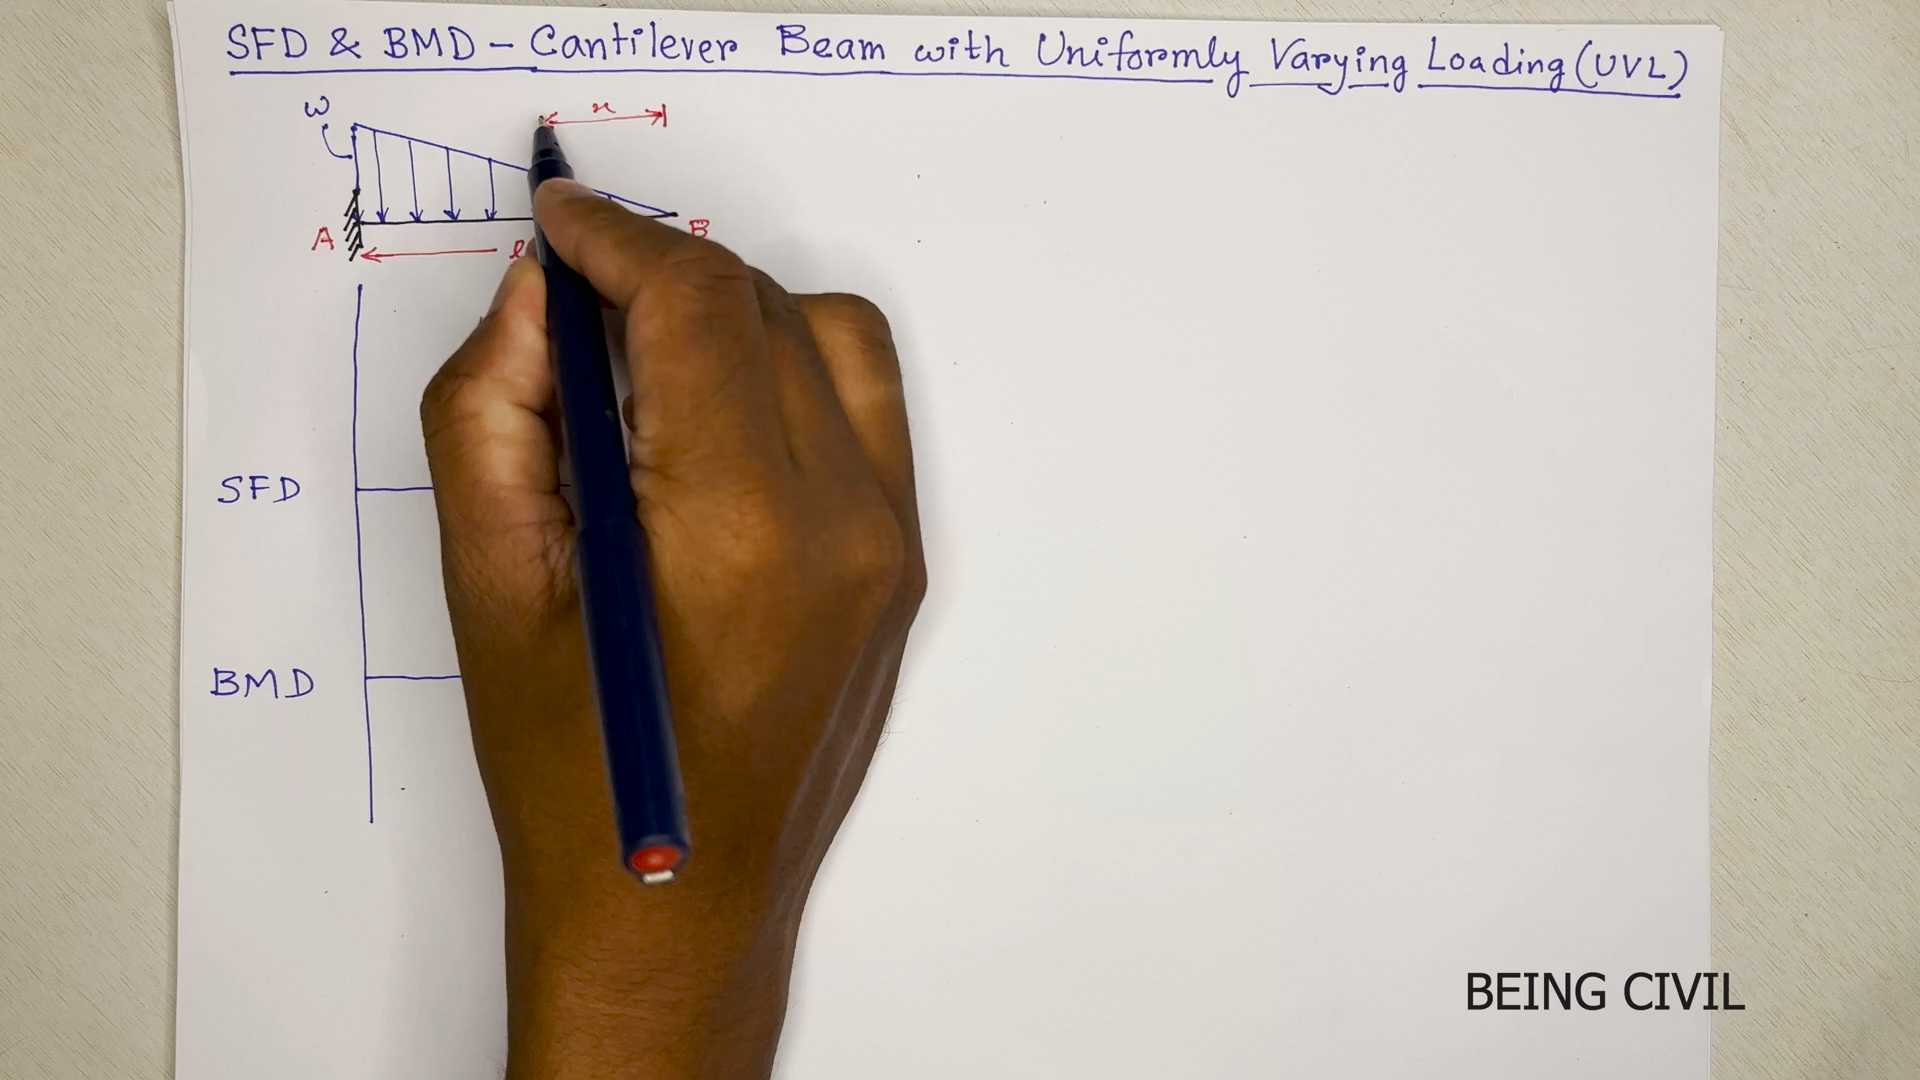 SFD & BMD - Cantilever Beam with Uniformly Varying Loading (UVL)
w
x
A
l
B
SFD
BMD
BEING CIVIL